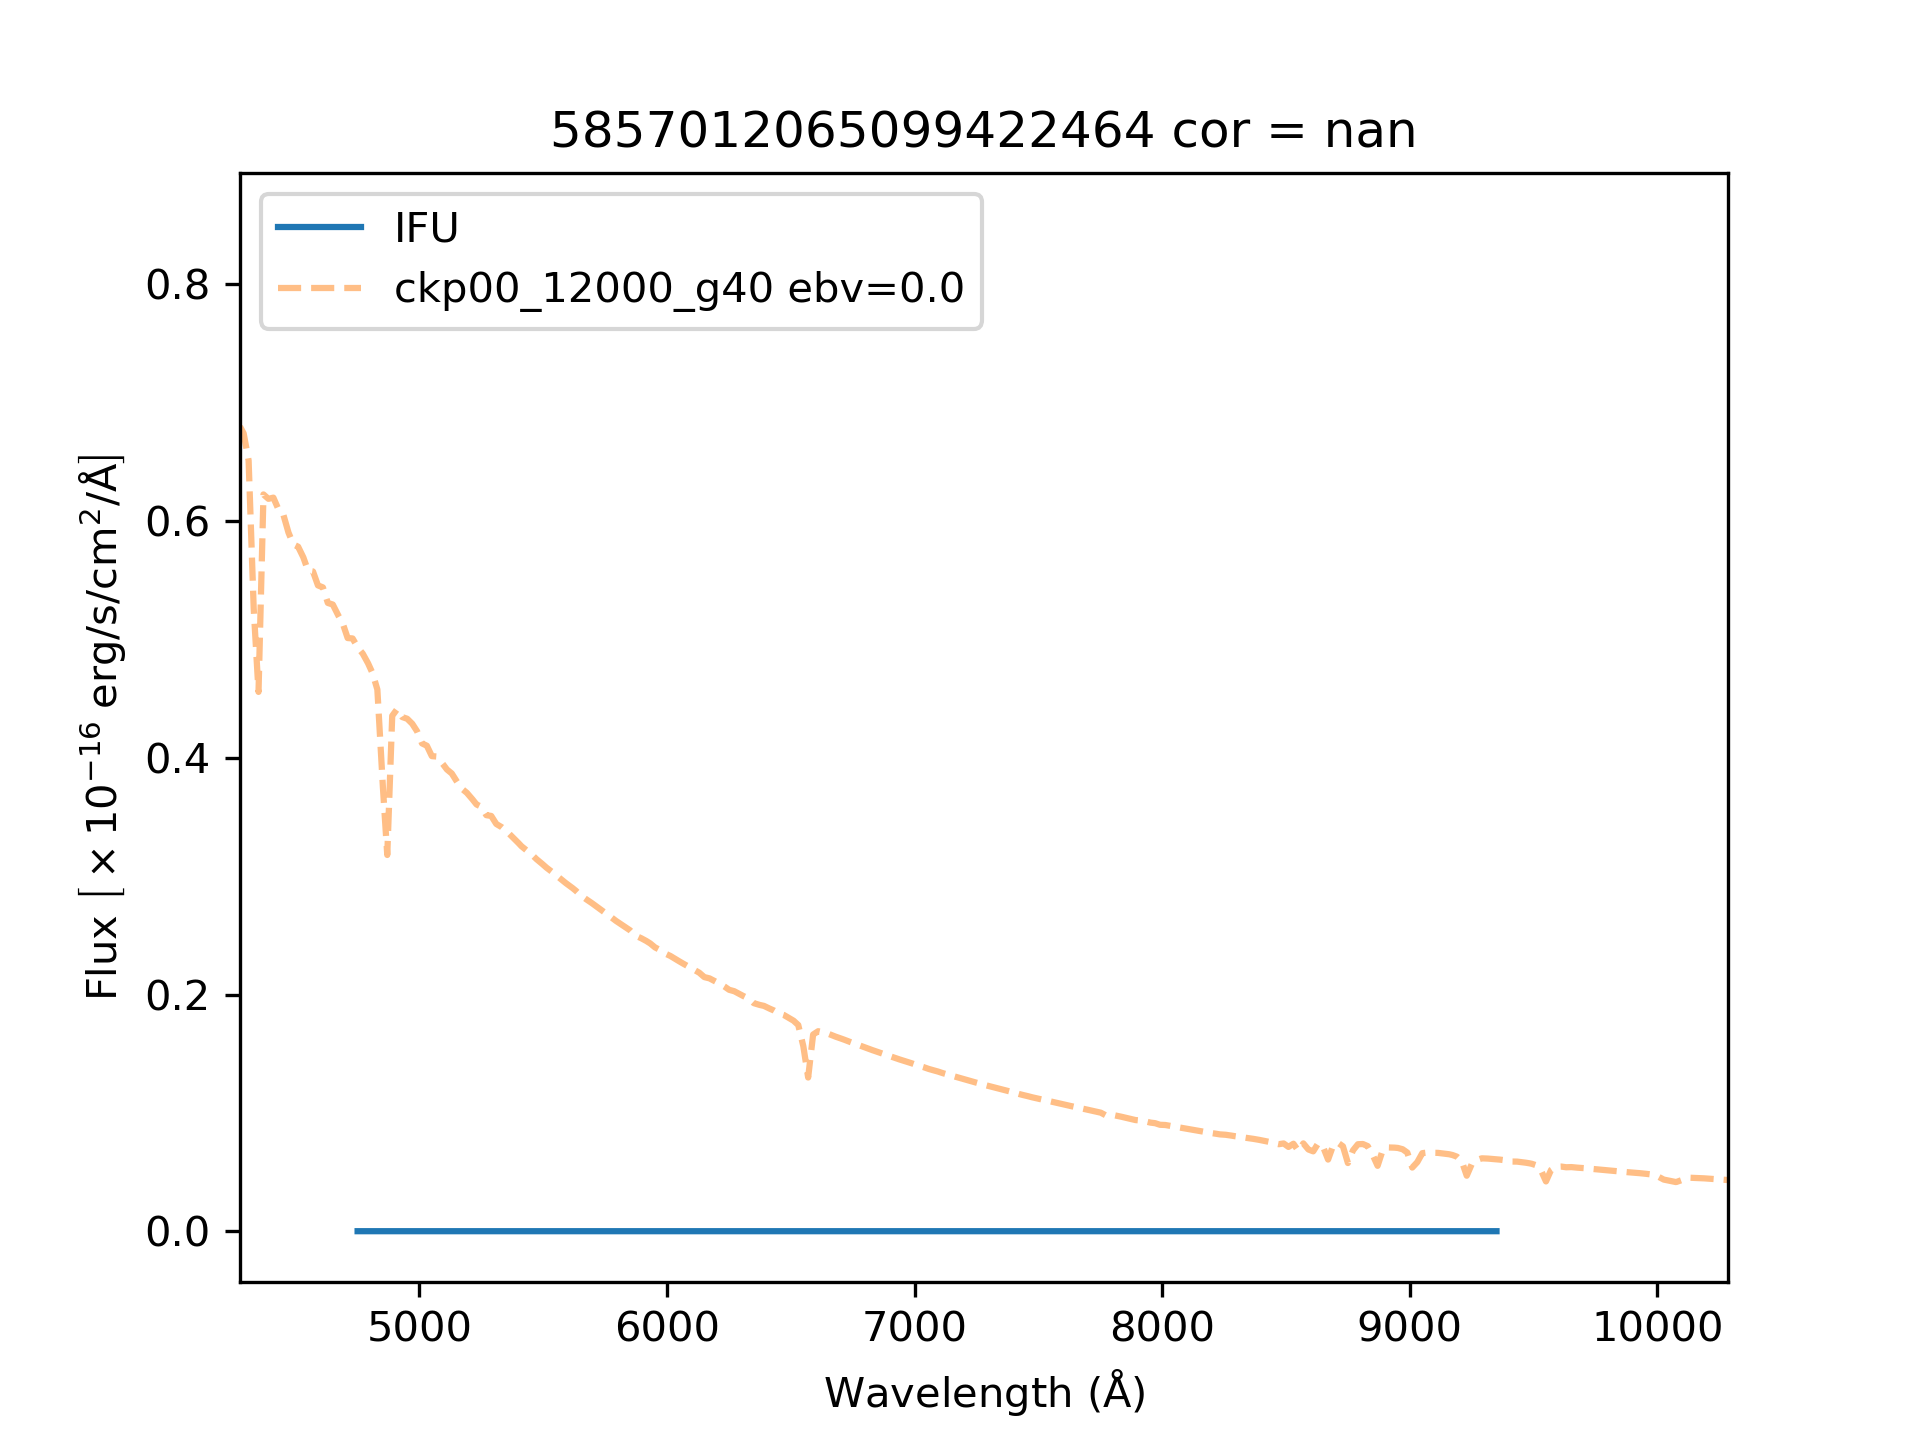 5857012065099422464 cor = nan
IFU
ckp00_12000_g40 ebv=0.0
0.8
0.6
0.4
0.2
0.0
Flux [×10⁻¹⁶ erg/s/cm²/Å]
5000 6000 7000 8000 9000 10000
Wavelength (Å)